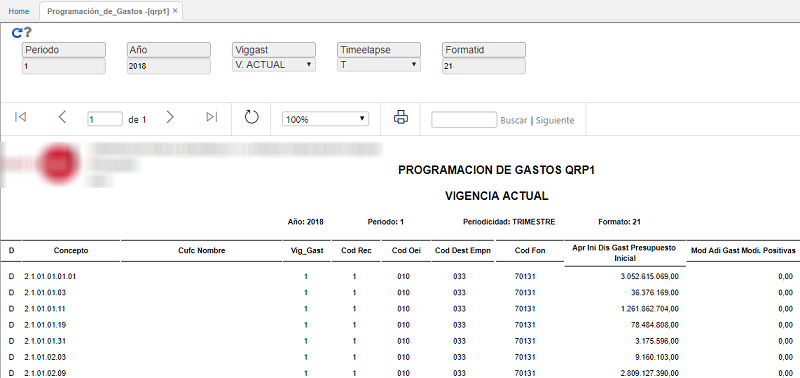 Home Programación_de_Gastos -[qrp1] ×
?
Periodo Año Viggast Timeelapse Formatid
1 2018 V. ACTUAL T 21
1 de 1 100% Buscar | Siguiente
PROGRAMACION DE GASTOS QRP1
VIGENCIA ACTUAL
Año: 2018 Periodo: 1 Periodicidad: TRIMESTRE Formato: 21
D Concepto Cufc Nombre Vig_Gast Cod Rec Cod Oei Cod Dest Empn Cod Fon Apr Ini Dis Gast Presupuesto Inicial Mod Adi Gast Modi. Positivas
D 2.1.01.01.01.01 1 1 010 033 70131 3.052.615.069,00 0,00
D 2.1.01.01.03 1 1 010 033 70131 36.376.169,00 0,00
D 2.1.01.01.11 1 1 010 033 70131 1.261.862.704,00 0,00
D 2.1.01.01.19 1 1 010 033 70131 78.484.808,00 0,00
D 2.1.01.01.31 1 1 010 033 70131 3.175.596,00 0,00
D 2.1.01.02.03 1 1 010 033 70131 9.160.103,00 0,00
D 2.1.01.02.09 1 1 010 033 70131 2.809.127.390,00 0,00